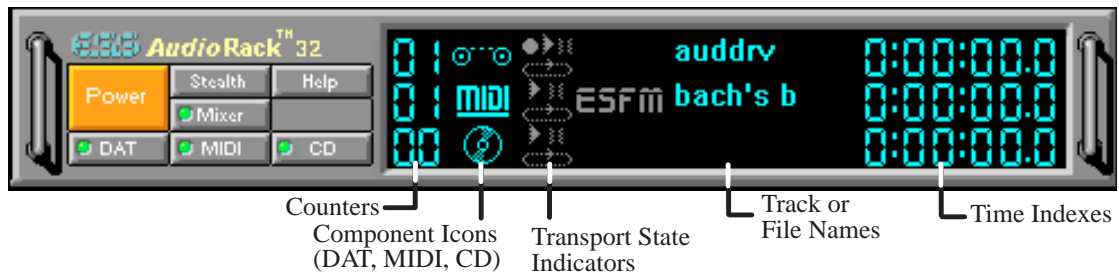 ESS AudioRack™32
Power
Stealth
Help
Mixer
DAT
MIDI
CD
01 auddrv 0:00:00.0
01 MIDI ESFM bach's b 0:00:00.0
00 0:00:00.0
Counters
Component Icons
(DAT, MIDI, CD)
Transport State
Indicators
Track or
File Names
Time Indexes